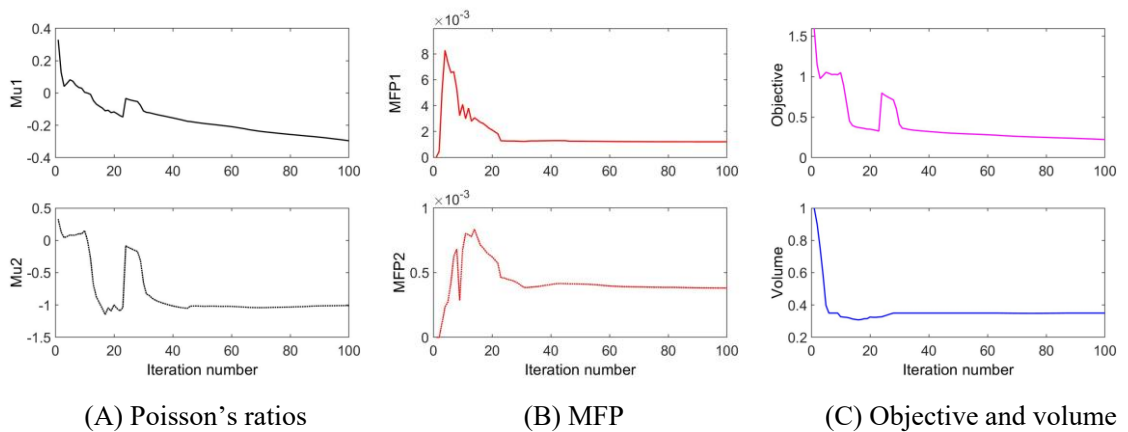 0.4
0.2
0
-0.2
-0.4
Mu1
0 20 40 60 80 100
×10⁻³
8
6
4
2
0
MFP1
0 20 40 60 80 100
1.5
1
0.5
0
Objective
0 20 40 60 80 100
0.5
0
-0.5
-1
-1.5
Mu2
0 20 40 60 80 100
Iteration number
×10⁻³
1
0.5
0
MFP2
0 20 40 60 80 100
Iteration number
1
0.8
0.6
0.4
0.2
Volume
0 20 40 60 80 100
Iteration number
(A) Poisson’s ratios
(B) MFP
(C) Objective and volume